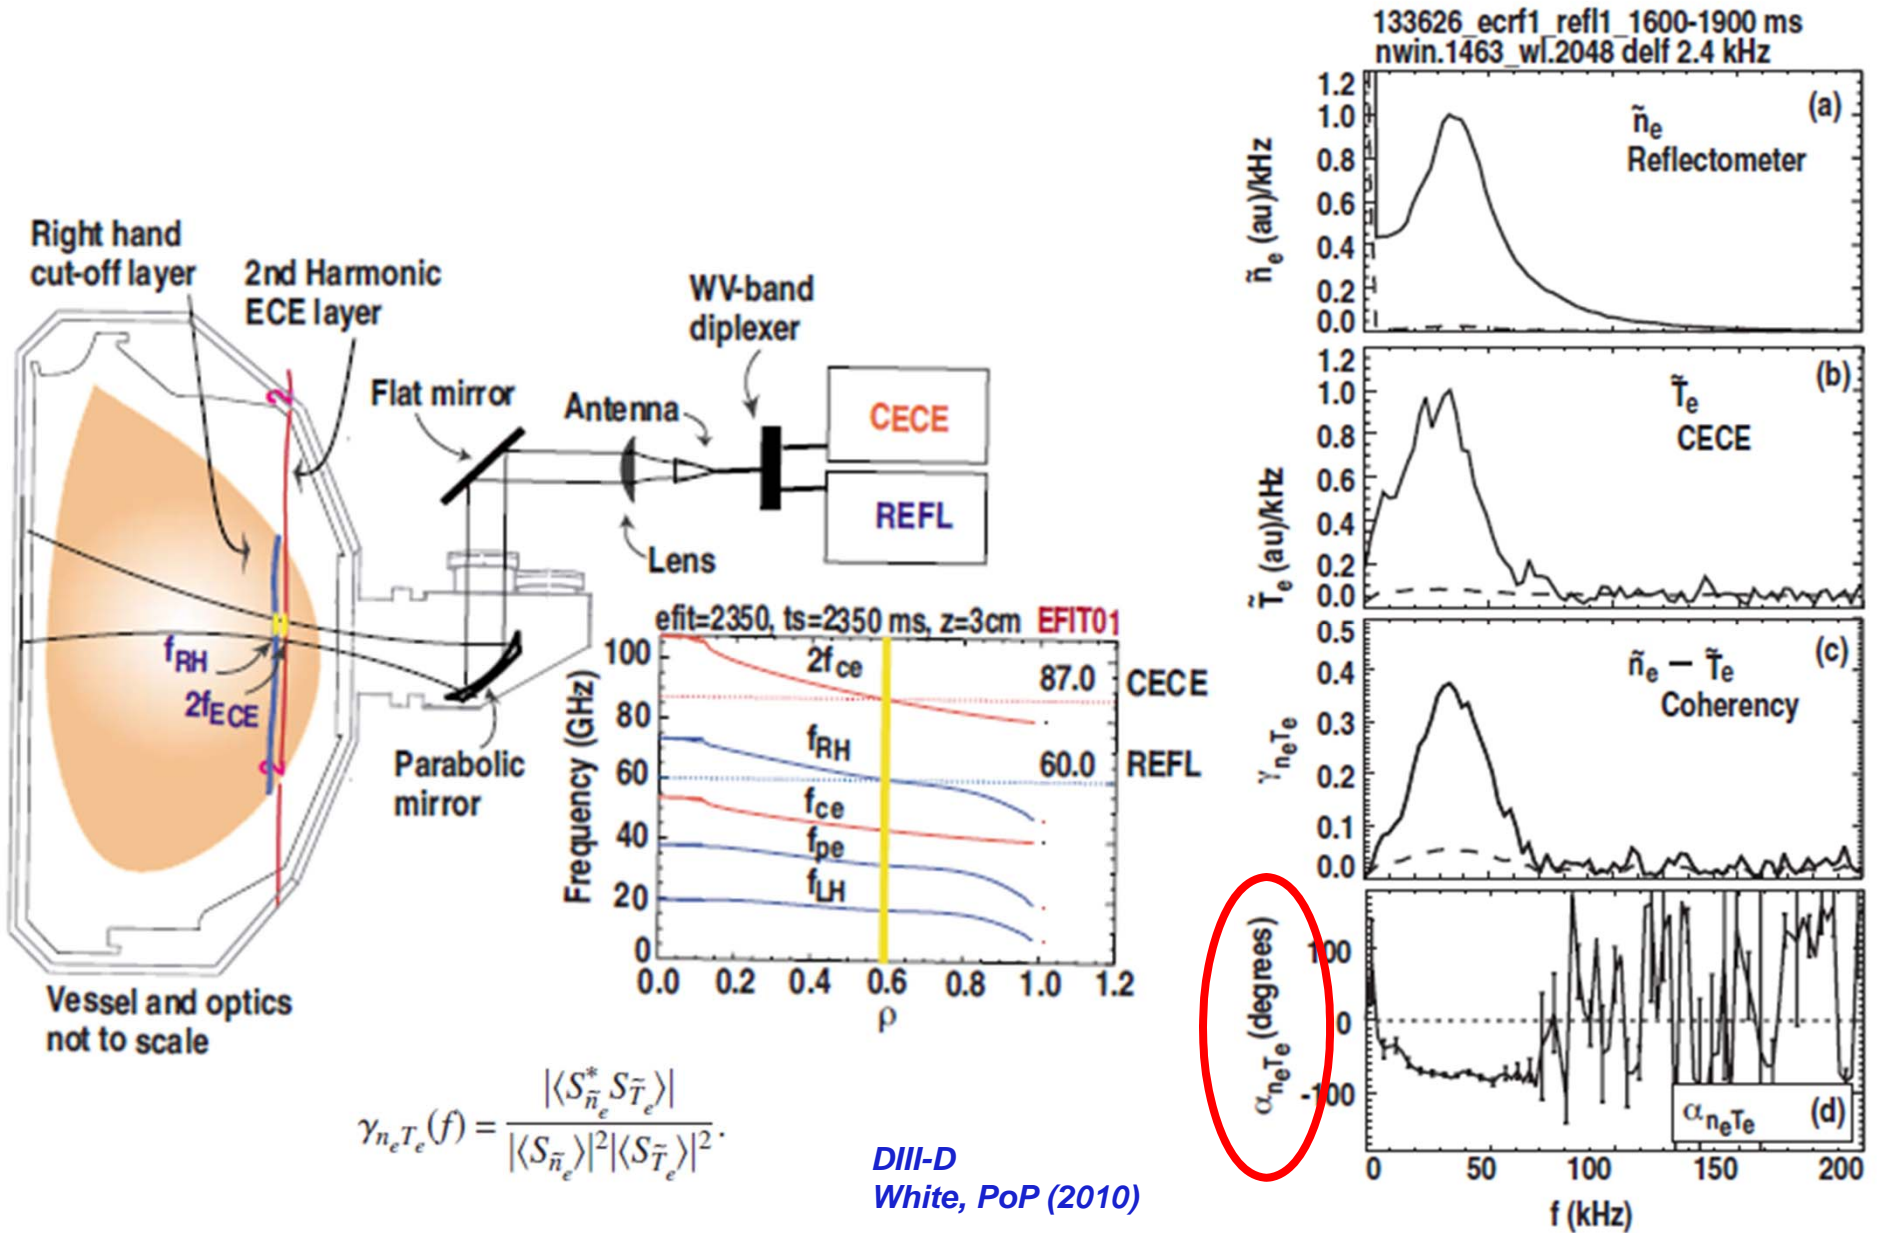 Right hand
cut-off layer
2nd Harmonic
ECE layer
2
2
f_RH
2f_ECE
Vessel and optics
not to scale
Flat mirror
Antenna
Lens
WV-band
diplexer
CECE
REFL
Parabolic
mirror
efit=2350, ts=2350 ms, z=3cm EFIT01
Frequency (GHz)
100
80
60
40
20
0
2f_ce
f_RH
f_ce
f_pe
f_LH
87.0 CECE
60.0 REFL
0.0 0.2 0.4 0.6 0.8 1.0 1.2
ρ
γ_{n_eT_e}(f) = |⟨S*_{ñ_e} S_{T̃_e}⟩| / |⟨S_{ñ_e}⟩|²|⟨S_{T̃_e}⟩|² .
DIII-D
White, PoP (2010)
133626_ecrf1_refl1_1600-1900 ms
nwin.1463_wl.2048 delf 2.4 kHz
ñ_e (au)/kHz
1.2
1.0
0.8
0.6
0.4
0.2
0.0
(a)
ñ_e
Reflectometer
T̃_e (au)/kHz
1.2
1.0
0.8
0.6
0.4
0.2
0.0
(b)
T̃_e
CECE
γ_{n_eT_e}
0.5
0.4
0.3
0.2
0.1
0.0
(c)
ñ_e – T̃_e
Coherency
α_{n_eT_e} (degrees)
100
0
-100
α_{n_eT_e} (d)
0 50 100 150 200
f (kHz)